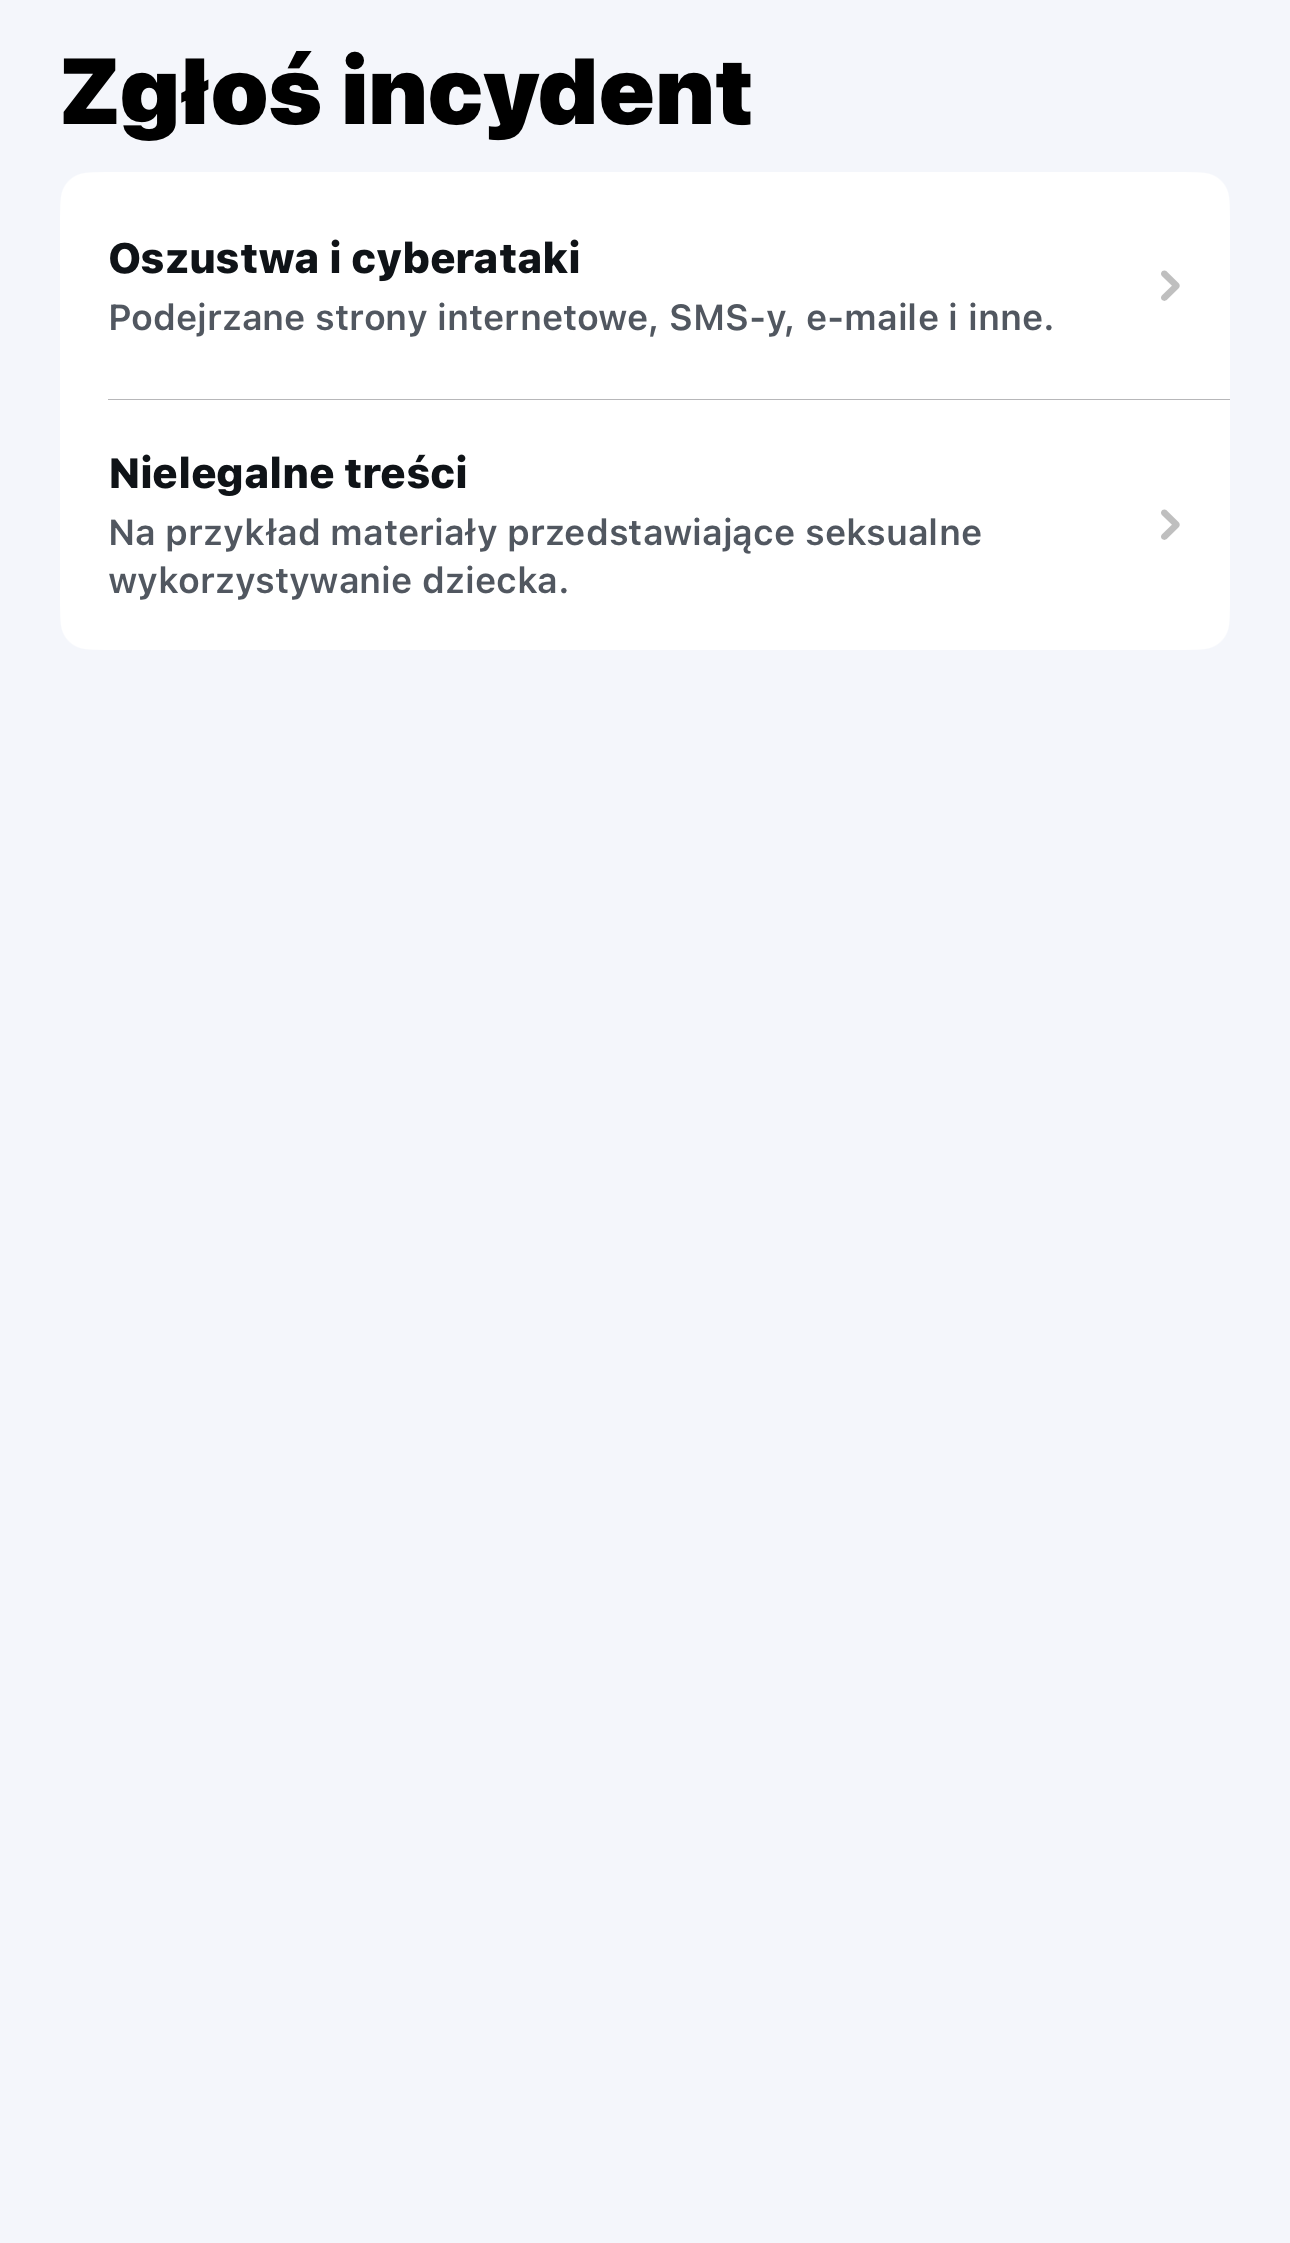 Zgłoś incydent
Oszustwa i cyberataki
Podejrzane strony internetowe, SMS-y, e-maile i inne.
Nielegalne treści
Na przykład materiały przedstawiające seksualne
wykorzystywanie dziecka.